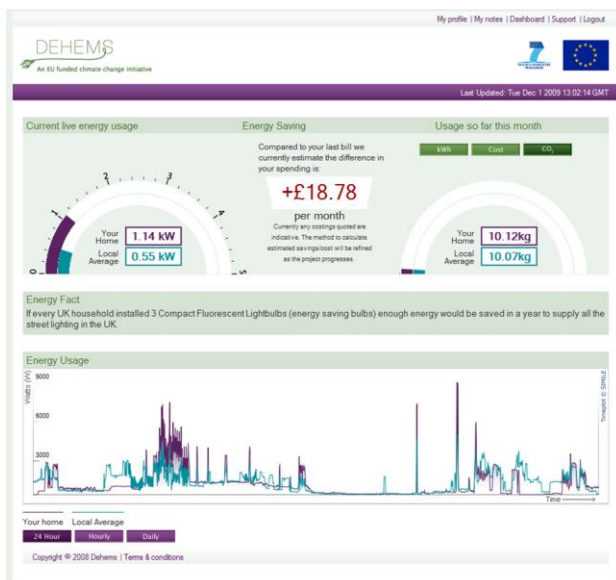 My profile | My notes | Dashboard | Support | Logout
DEHEMS
An EU funded climate change initiative
Last Updated: Tue Dec 1 2009 13:02:14 GMT
Current live energy usage
Energy Saving
Usage so far this month
Compared to your last bill we
currently estimate the difference in
your spending is:
+£18.78
per month
Currently any costings quoted are
indicative. The method to calculate
estimated savings/cost will be refined
as the project progresses.
kWh
Cost
CO2
0
1
2
3
4
5
Your Home 1.14 kW
Local Average 0.55 kW
Your Home 10.12kg
Local Average 10.07kg
Energy Fact
If every UK household installed 3 Compact Fluorescent Lightbulbs (energy saving bulbs) enough energy would be saved in a year to supply all the
street lighting in the UK.
Energy Usage
Watts (W)
9000
6000
3000
Timeplot © SIMILE
Time
Your home
Local Average
24 Hour
Hourly
Daily
Copyright © 2008 Dehems | Terms & conditions